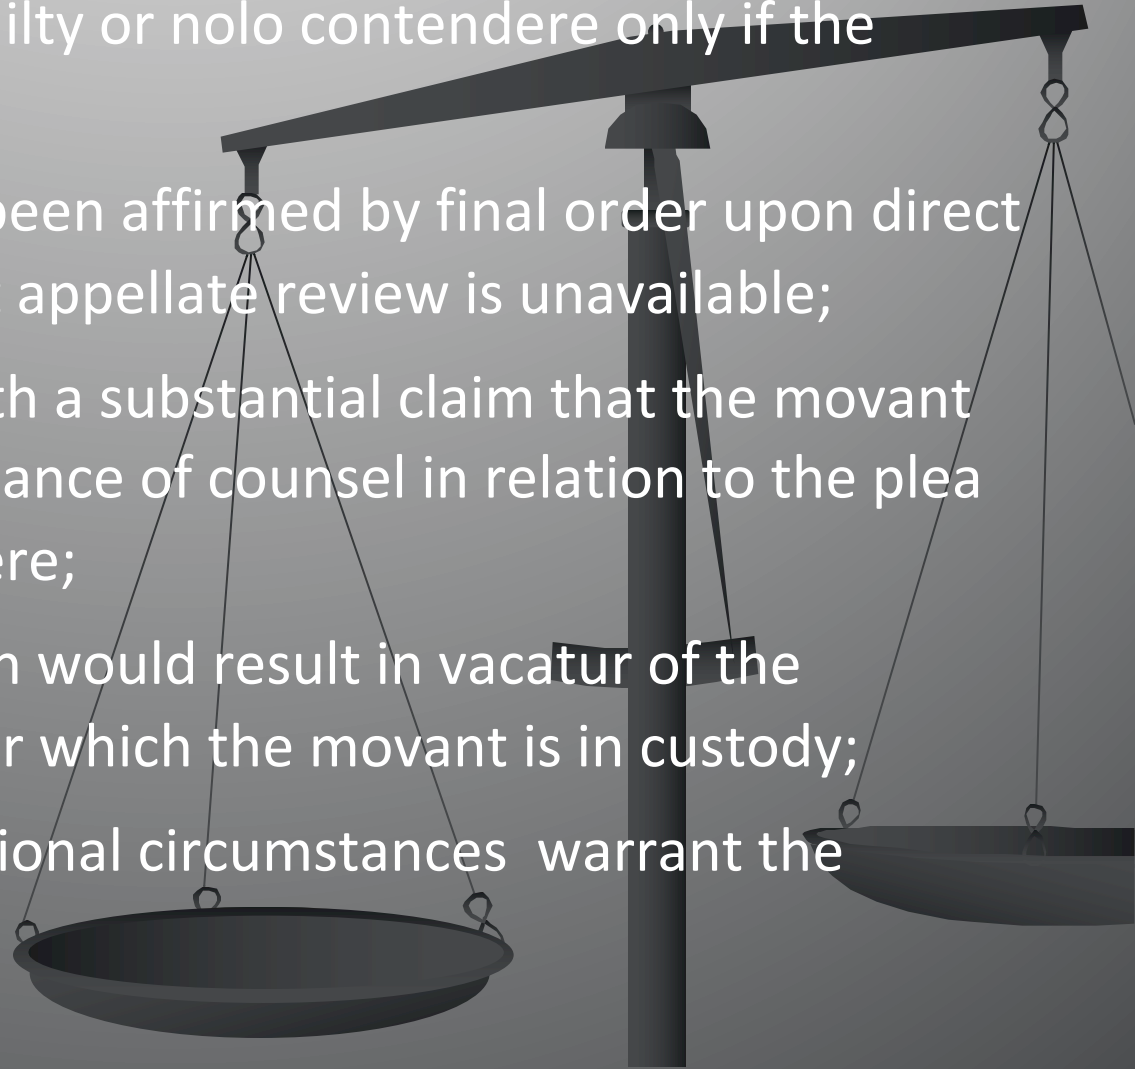 ilty or nolo contendere only if the
been affirmed by final order upon direct
appellate review is unavailable;
th a substantial claim that the movant
ance of counsel in relation to the plea
ere;
n would result in vacatur of the
r which the movant is in custody;
ional circumstances  warrant the